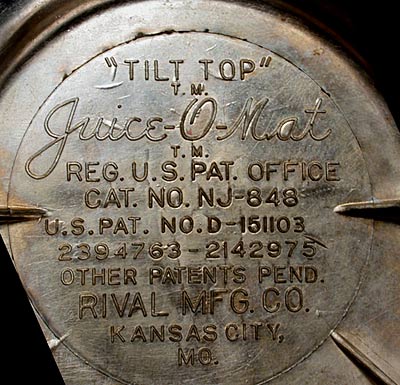 "TILT TOP"
T.M.
Juice-O-Mat
T.M.
REG. U.S. PAT. OFFICE
CAT. NO. NJ-848
U.S. PAT. NO. D-151103
2394763-2142975
OTHER PATENTS PEND.
RIVAL MFG. CO.
KANSAS CITY,
MO.